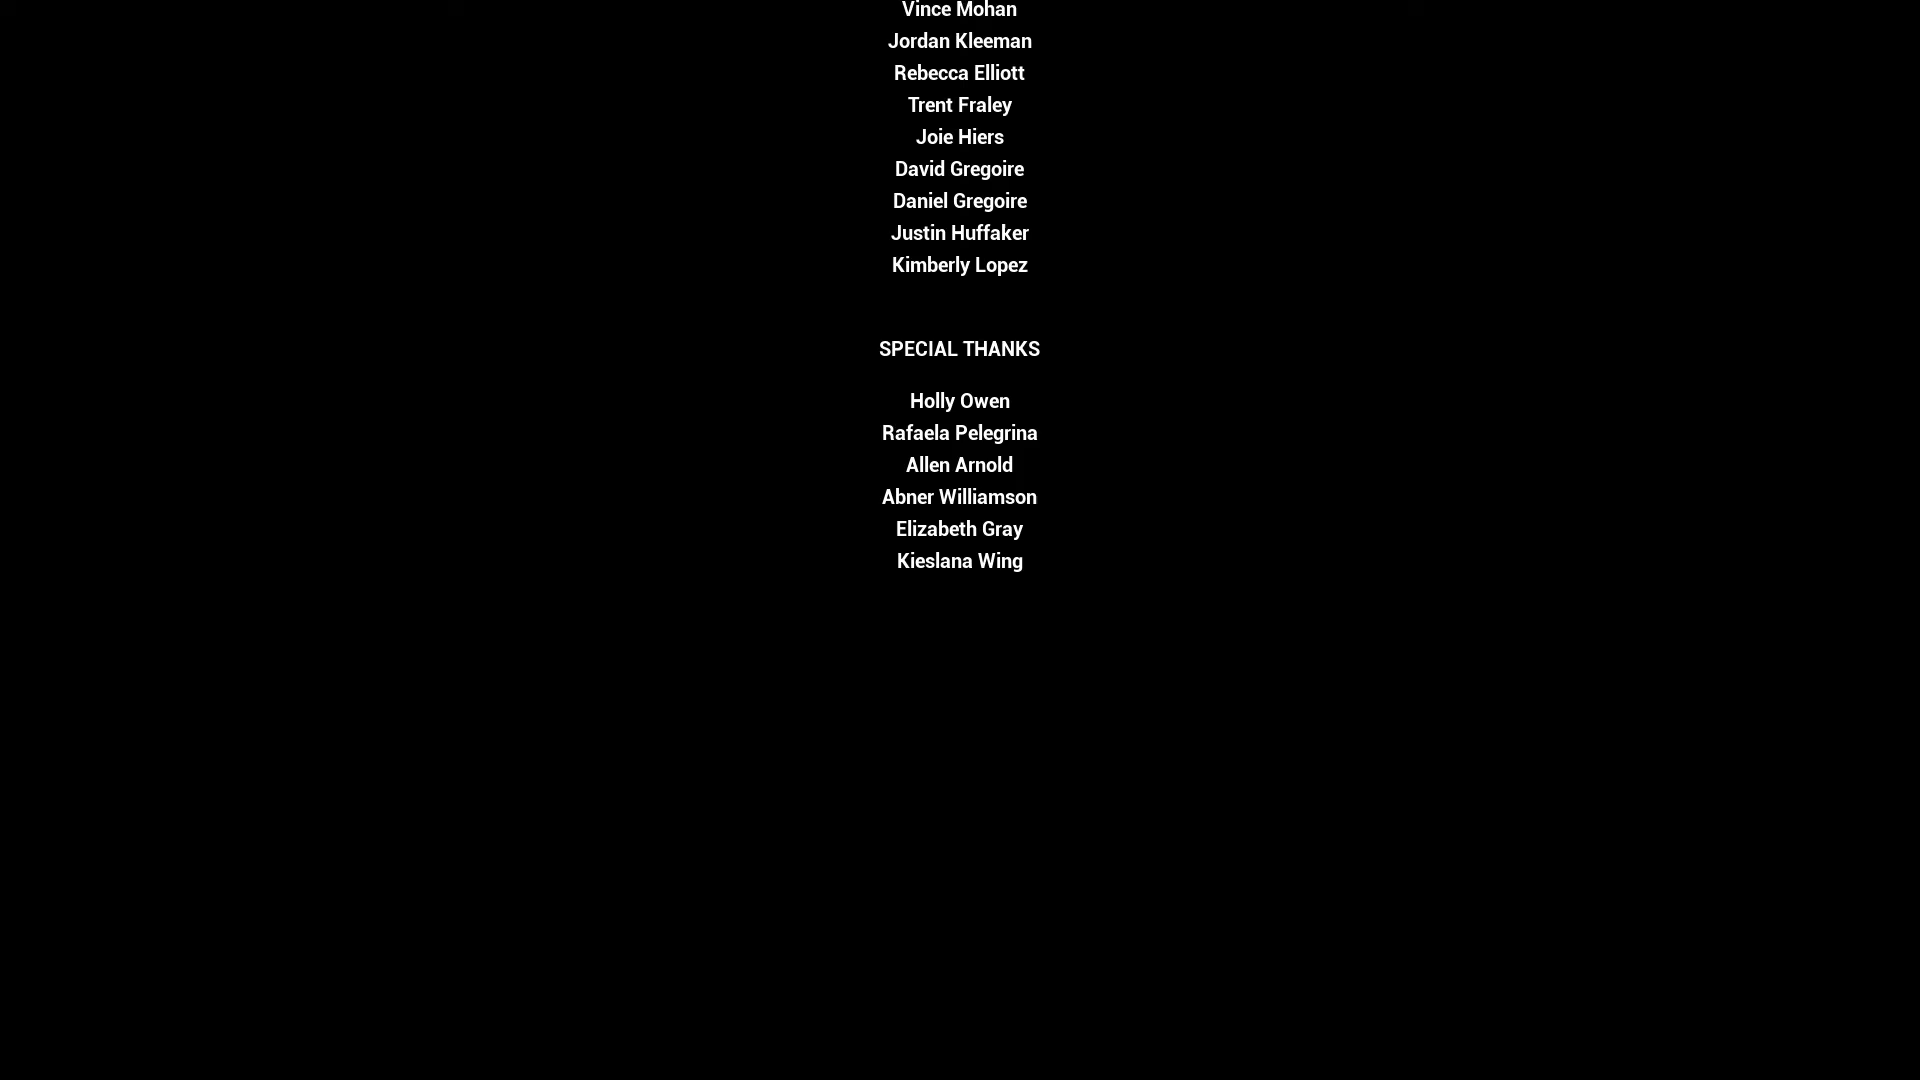 Vince Mohan
Jordan Kleeman
Rebecca Elliott
Trent Fraley
Joie Hiers
David Gregoire
Daniel Gregoire
Justin Huffaker
Kimberly Lopez
SPECIAL THANKS
Holly Owen
Rafaela Pelegrina
Allen Arnold
Abner Williamson
Elizabeth Gray
Kieslana Wing